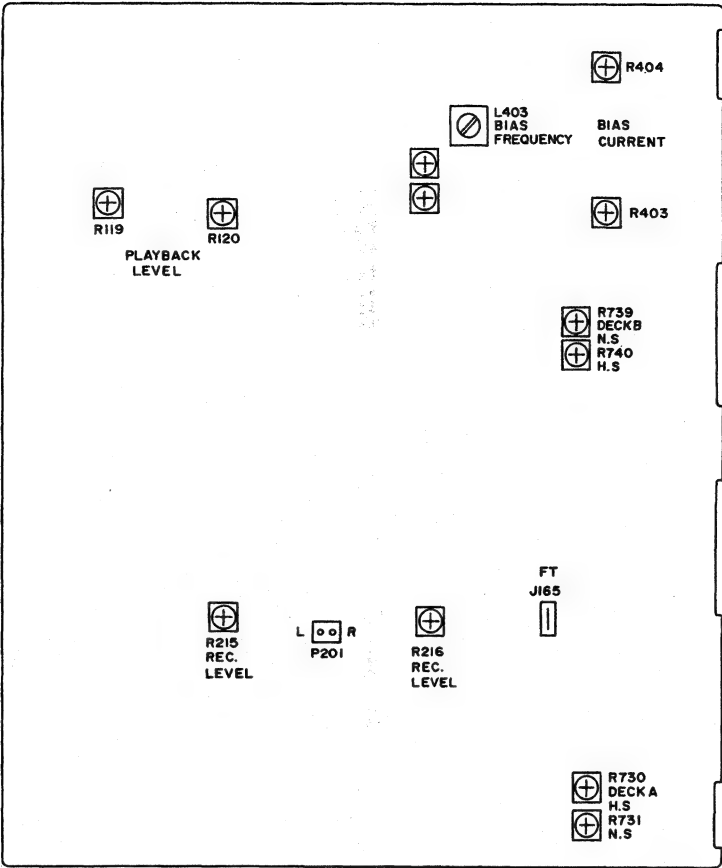 R404
L403
BIAS
FREQUENCY
BIAS
CURRENT
R119
R120
PLAYBACK
LEVEL
R403
R739
DECKB
N.S
R740
H.S
FT
J165
R215
REC.
LEVEL
L R
P201
R216
REC.
LEVEL
R730
DECKA
H.S
R731
N.S